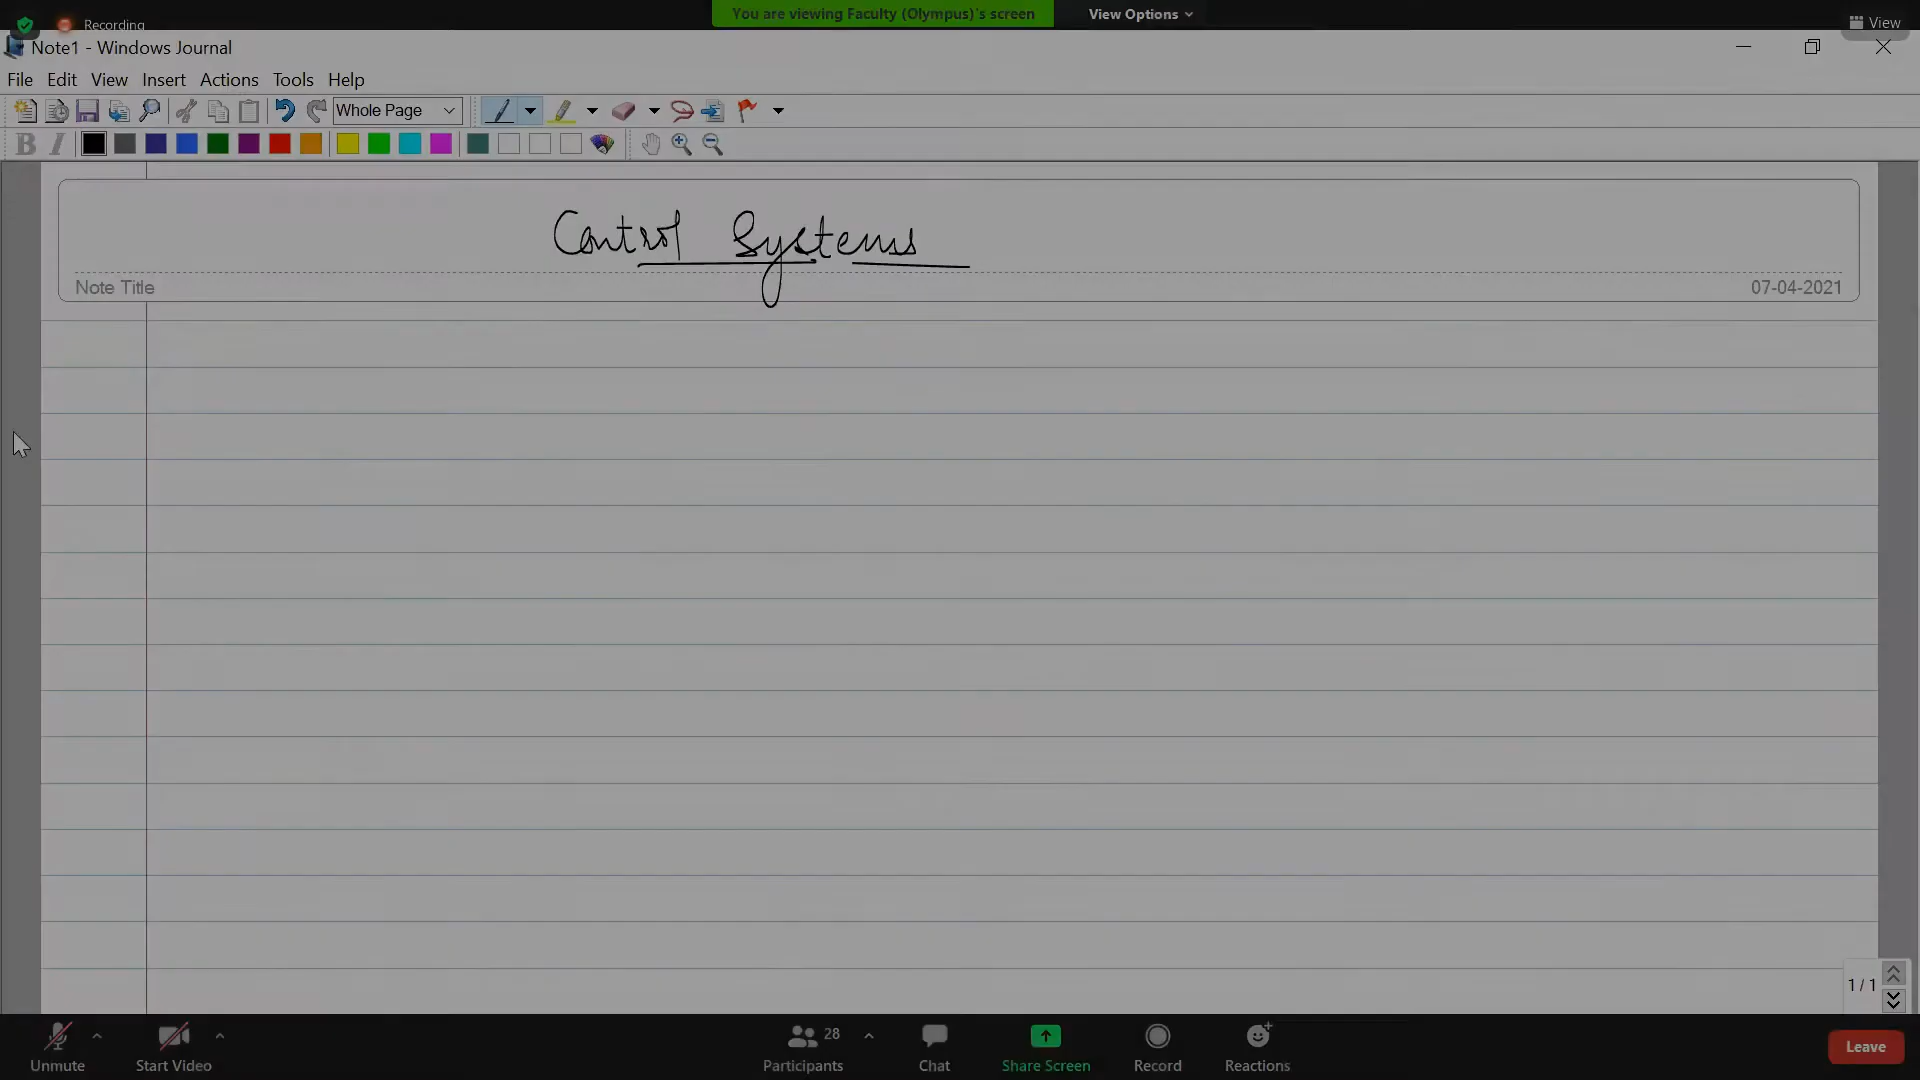 Recording
You are viewing Faculty (Olympus)'s screen
View Options
View
Note1 - Windows Journal
File Edit View Insert Actions Tools Help
Whole Page
B I
Control Systems
Note Title
07-04-2021
1 / 1
Unmute
Start Video
28
Participants
Chat
Share Screen
Record
Reactions
Leave